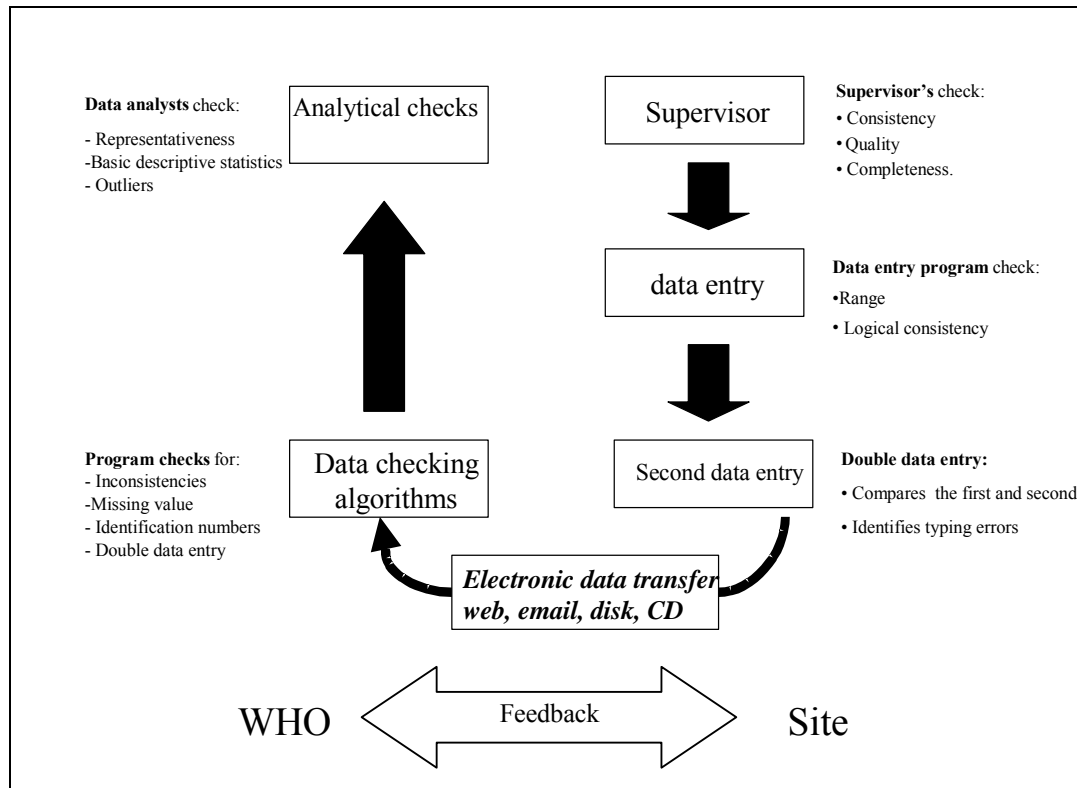 Data analysts check:
- Representativeness
-Basic descriptive statistics
- Outliers
Analytical checks
Supervisor
Supervisor's check:
• Consistency
• Quality
• Completeness.
data entry
Data entry program check:
•Range
• Logical consistency
Program checks for:
- Inconsistencies
-Missing value
- Identification numbers
- Double data entry
Data checking
algorithms
Second data entry
Double data entry:
• Compares the first and second
• Identifies typing errors
Electronic data transfer
web, email, disk, CD
WHO
Feedback
Site